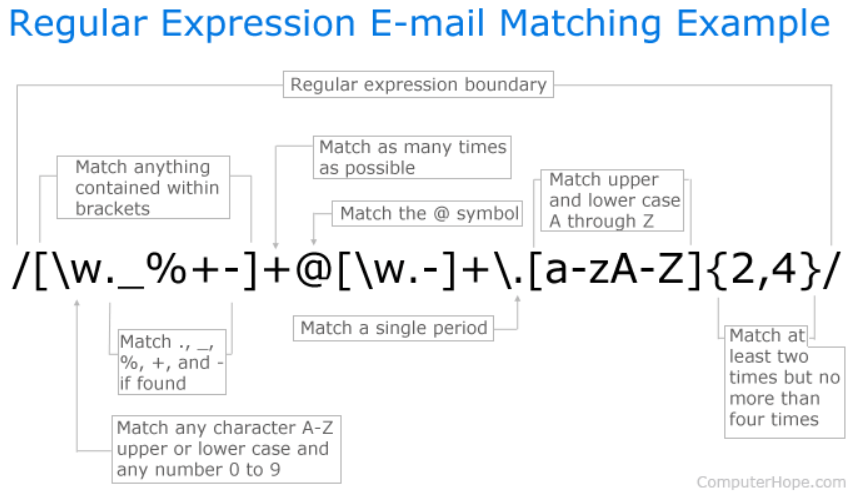 Regular Expression E-mail Matching Example
Regular expression boundary
Match as many times
as possible
Match anything
contained within
brackets
Match upper
and lower case
A through Z
Match the @ symbol
/[\w._%+-]+@[\w.-]+\.[a-zA-Z]{2,4}/
Match a single period
Match ., _,
%, +, and -
if found
Match at
least two
times but no
more than
four times
Match any character A-Z
upper or lower case and
any number 0 to 9
ComputerHope.com